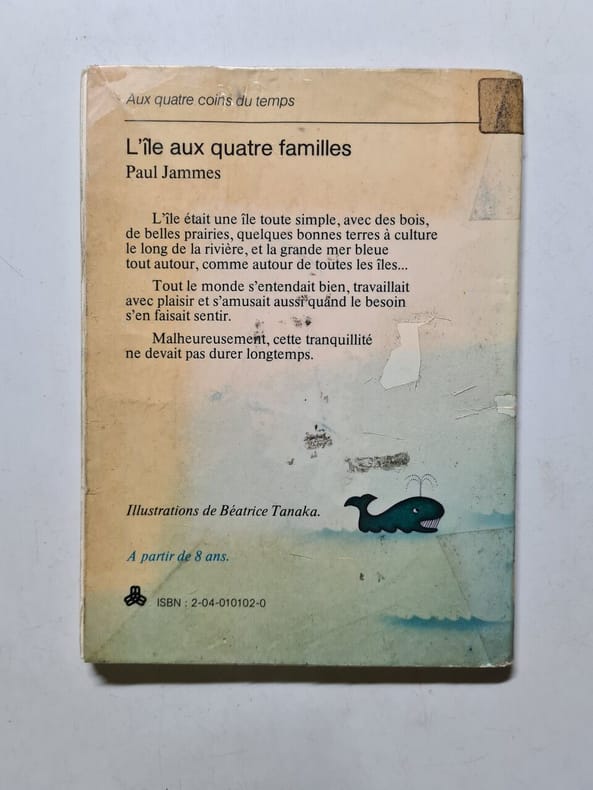 Aux quatre coins du temps
L'île aux quatre familles
Paul Jammes
L'île était une île toute simple, avec des bois,
de belles prairies, quelques bonnes terres à culture
le long de la rivière, et la grande mer bleue
tout autour, comme autour de toutes les îles...
Tout le monde s'entendait bien, travaillait
avec plaisir et s'amusait aussi quand le besoin
s'en faisait sentir.
Malheureusement, cette tranquillité
ne devait pas durer longtemps.
Illustrations de Béatrice Tanaka.
A partir de 8 ans.
ISBN : 2-04-010102-0